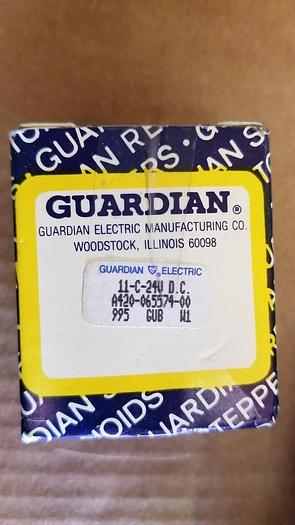 GUARDIAN®
GUARDIAN ELECTRIC MANUFACTURING CO.
WOODSTOCK, ILLINOIS 60098
GUARDIAN ELECTRIC
11-C-24V D.C.
A420-065574-00
995 GUB W1